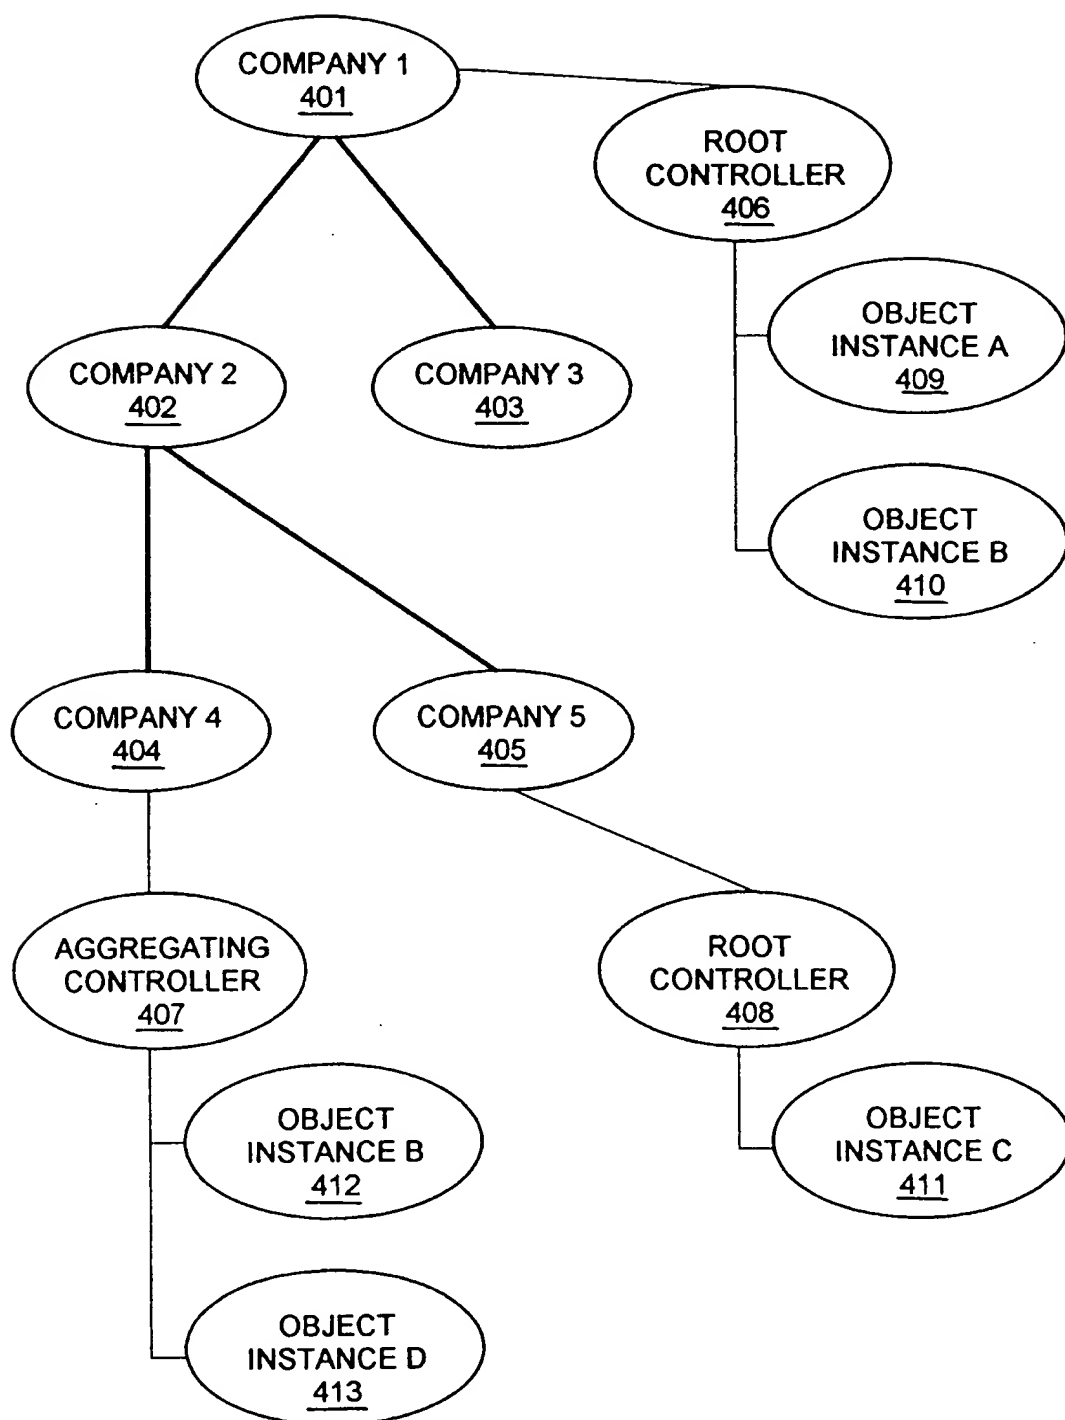 COMPANY 1
401
ROOT
CONTROLLER
406
OBJECT
INSTANCE A
409
COMPANY 2
402
COMPANY 3
403
OBJECT
INSTANCE B
410
COMPANY 4
404
COMPANY 5
405
AGGREGATING
CONTROLLER
407
ROOT
CONTROLLER
408
OBJECT
INSTANCE B
412
OBJECT
INSTANCE C
411
OBJECT
INSTANCE D
413